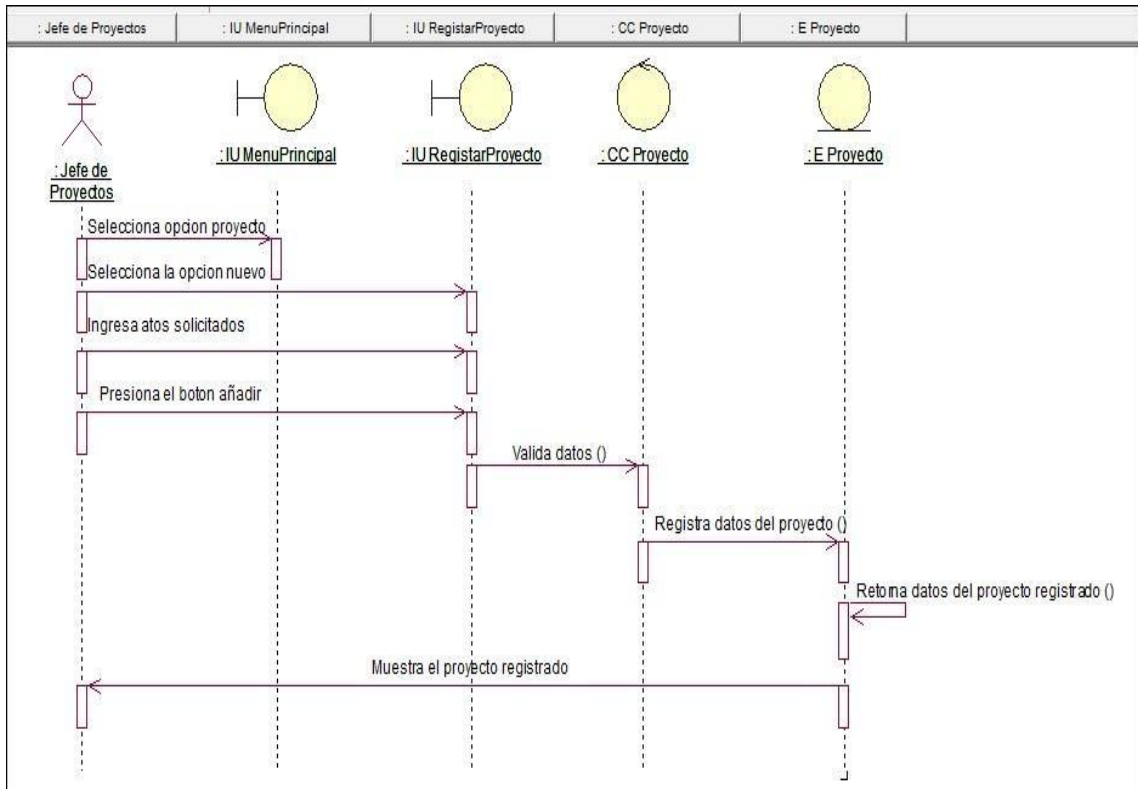 : Jefe de Proyectos
: IU MenuPrincipal
: IU RegistarProyecto
: CC Proyecto
: E Proyecto
: Jefe de
Proyectos
: IU MenuPrincipal
: IU RegistarProyecto
: CC Proyecto
: E Proyecto
Selecciona opcion proyecto
Selecciona la opcion nuevo
Ingresa atos solicitados
Presiona el boton añadir
Valida datos ()
Registra datos del proyecto ()
Retorna datos del proyecto registrado ()
Muestra el proyecto registrado